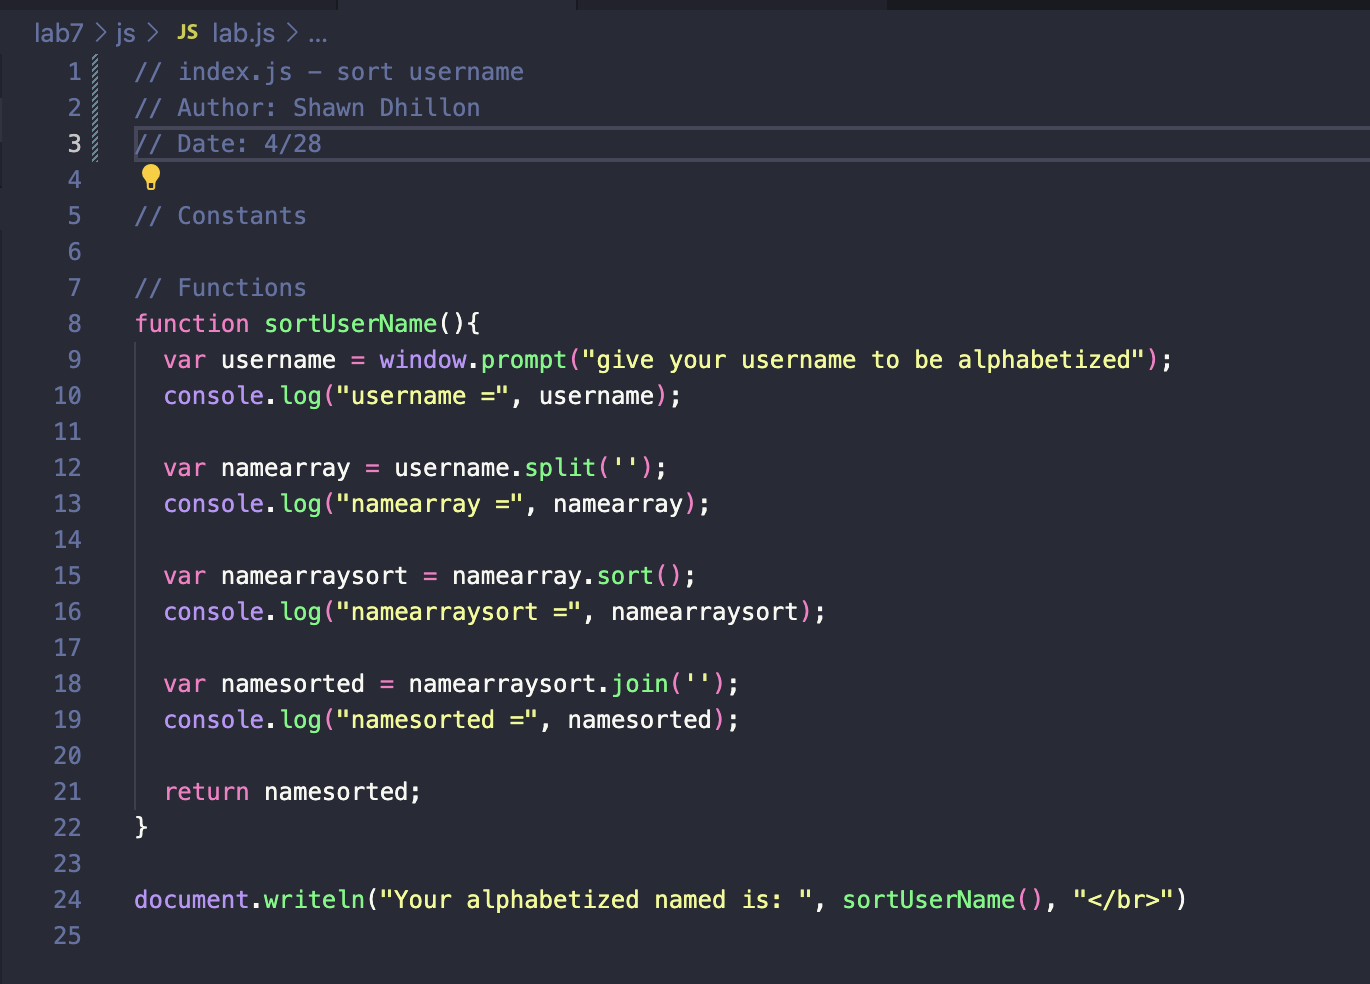 lab7 > js > JS lab.js > ...
1 // index.js – sort username
2 // Author: Shawn Dhillon
3 // Date: 4/28
4
5 // Constants
6
7 // Functions
8 function sortUserName(){
9   var username = window.prompt("give your username to be alphabetized");
10   console.log("username =", username);
11
12   var namearray = username.split('');
13   console.log("namearray =", namearray);
14
15   var namearraysort = namearray.sort();
16   console.log("namearraysort =", namearraysort);
17
18   var namesorted = namearraysort.join('');
19   console.log("namesorted =", namesorted);
20
21   return namesorted;
22 }
23
24 document.writeln("Your alphabetized named is: ", sortUserName(), "</br>")
25